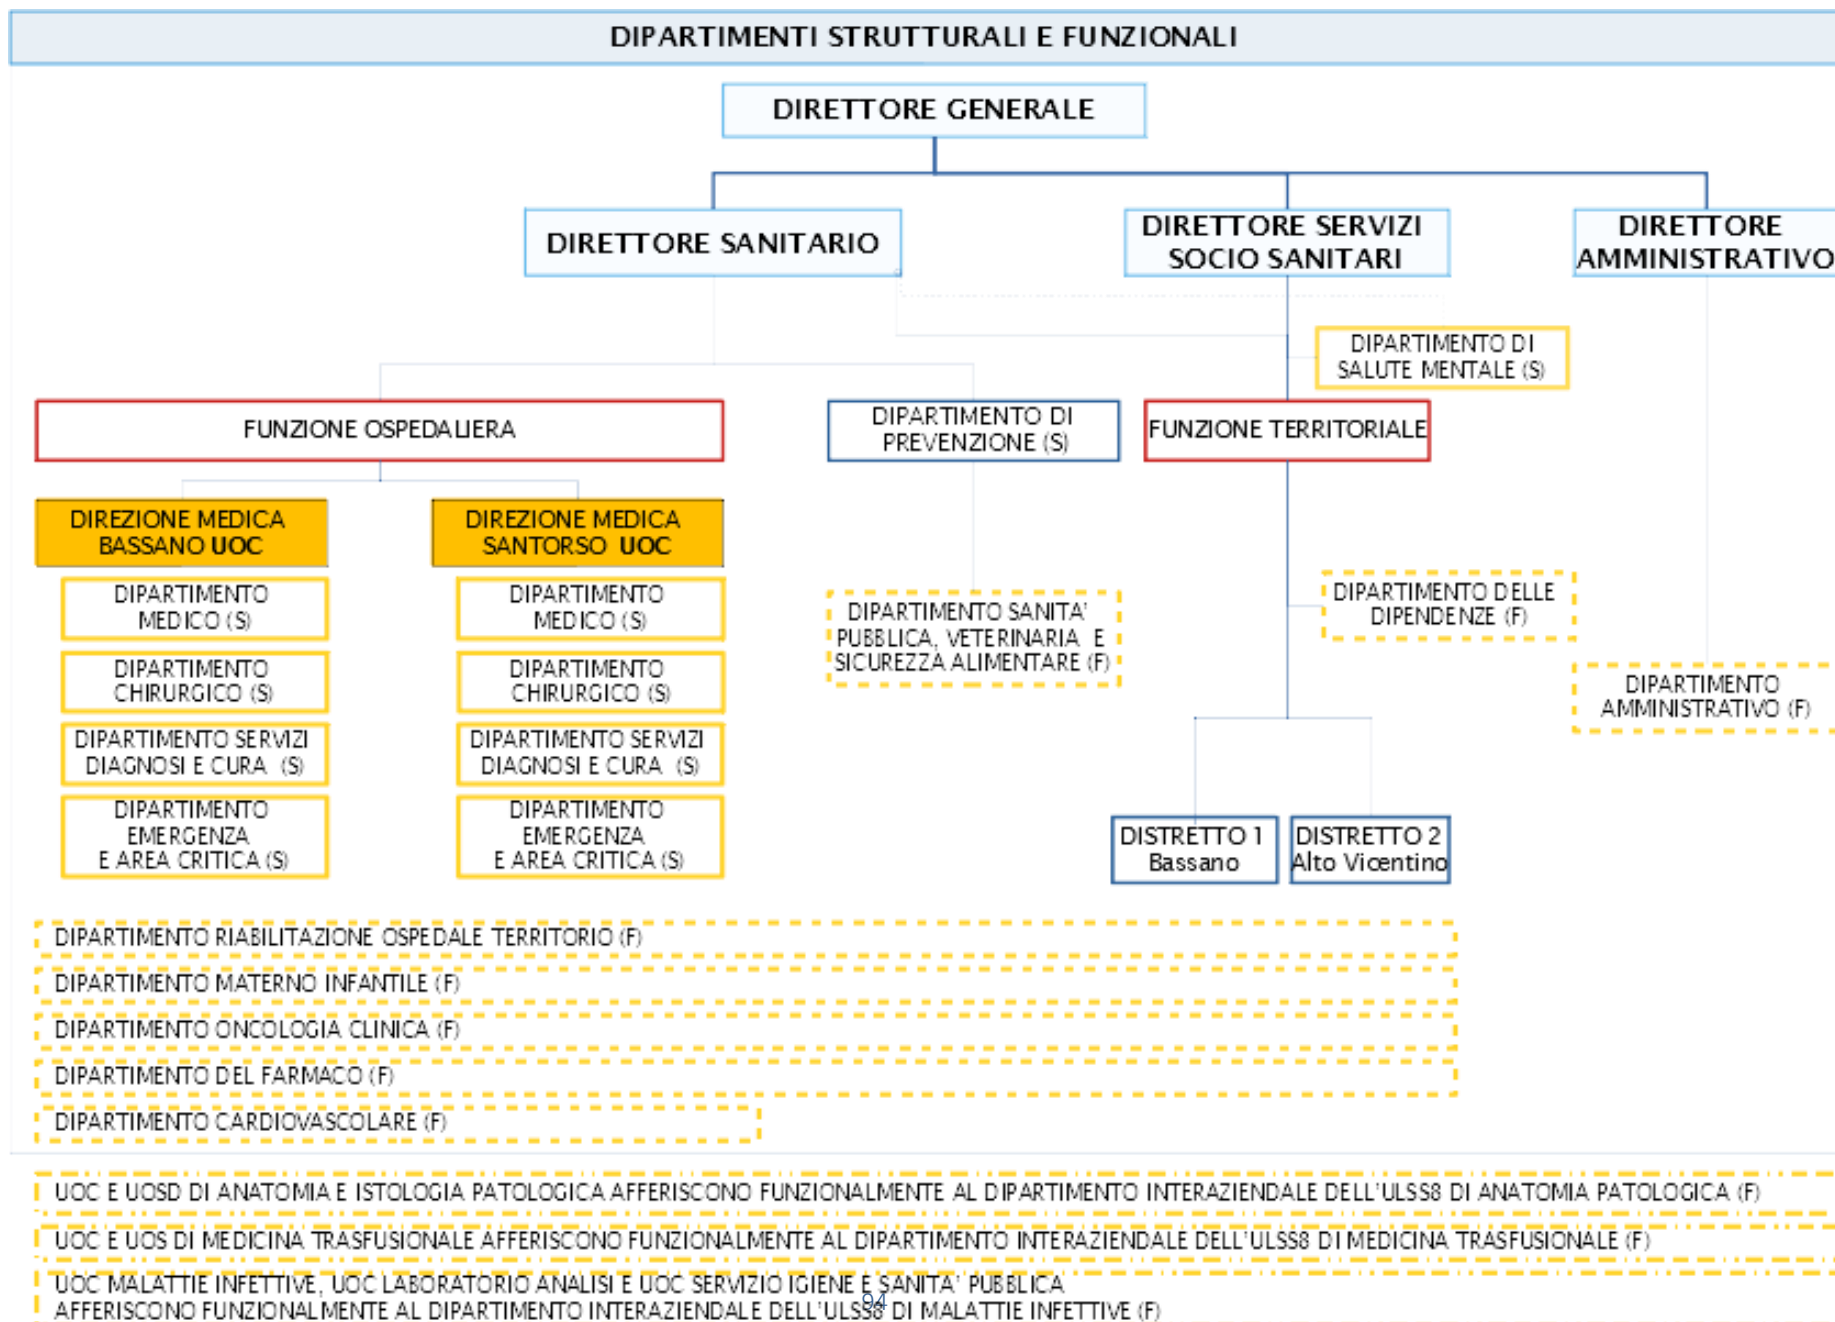 DIPARTIMENTI STRUTTURALI E FUNZIONALI
DIRETTORE GENERALE
DIRETTORE SANITARIO
DIRETTORE SERVIZI
SOCIO SANITARI
DIRETTORE
AMMINISTRATIVO
DIPARTIMENTO DI
SALUTE MENTALE (S)
FUNZIONE OSPEDALIERA
DIPARTIMENTO DI
PREVENZIONE (S)
FUNZIONE TERRITORIALE
DIREZIONE MEDICA
BASSANO UOC
DIREZIONE MEDICA
SANTORSO UOC
DIPARTIMENTO
MEDICO (S)
DIPARTIMENTO
MEDICO (S)
DIPARTIMENTO SANITA'
PUBBLICA, VETERINARIA E
SICUREZZA ALIMENTARE (F)
DIPARTIMENTO DELLE
DIPENDENZE (F)
DIPARTIMENTO
CHIRURGICO (S)
DIPARTIMENTO
CHIRURGICO (S)
DIPARTIMENTO
AMMINISTRATIVO (F)
DIPARTIMENTO SERVIZI
DIAGNOSI E CURA (S)
DIPARTIMENTO SERVIZI
DIAGNOSI E CURA (S)
DIPARTIMENTO
EMERGENZA
E AREA CRITICA (S)
DIPARTIMENTO
EMERGENZA
E AREA CRITICA (S)
DISTRETTO 1
Bassano
DISTRETTO 2
Alto Vicentino
DIPARTIMENTO RIABILITAZIONE OSPEDALE TERRITORIO (F)
DIPARTIMENTO MATERNO INFANTILE (F)
DIPARTIMENTO ONCOLOGIA CLINICA (F)
DIPARTIMENTO DEL FARMACO (F)
DIPARTIMENTO CARDIOVASCOLARE (F)
UOC E UOSD DI ANATOMIA E ISTOLOGIA PATOLOGICA AFFERISCONO FUNZIONALMENTE AL DIPARTIMENTO INTERAZIENDALE DELL'ULSS8 DI ANATOMIA PATOLOGICA (F)
UOC E UOS DI MEDICINA TRASFUSIONALE AFFERISCONO FUNZIONALMENTE AL DIPARTIMENTO INTERAZIENDALE DELL'ULSS8 DI MEDICINA TRASFUSIONALE (F)
UOC MALATTIE INFETTIVE, UOC LABORATORIO ANALISI E UOC SERVIZIO IGIENE E SANITA' PUBBLICA
AFFERISCONO FUNZIONALMENTE AL DIPARTIMENTO INTERAZIENDALE DELL'ULSS8 DI MALATTIE INFETTIVE (F)
94